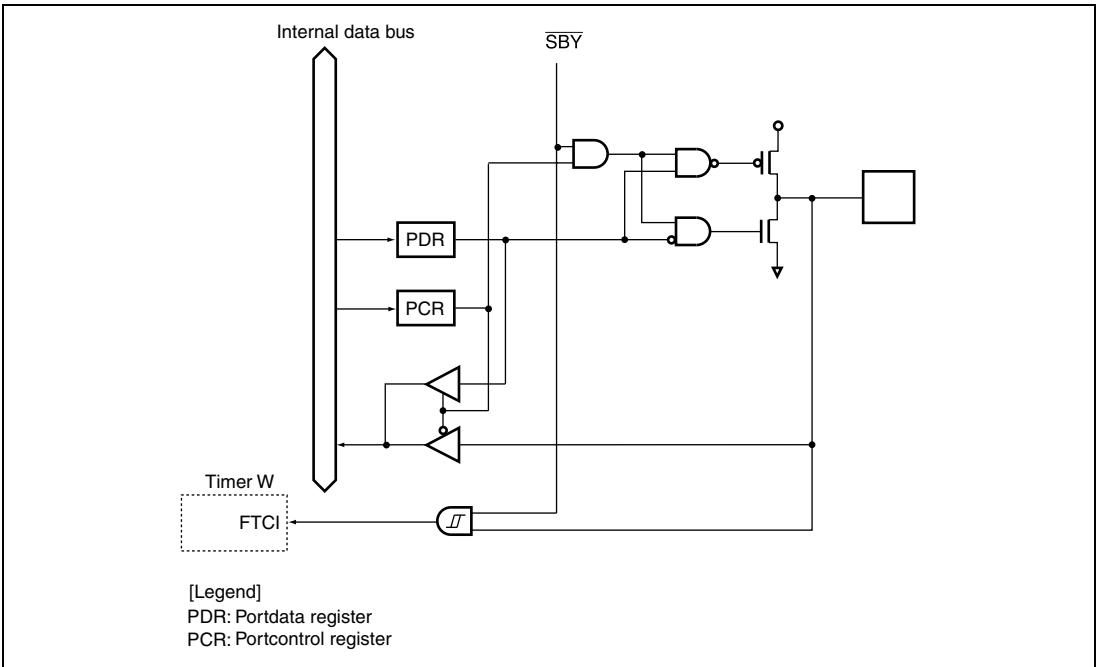 Internal data bus
SBY
PDR
PCR
Timer W
FTCI
[Legend]
PDR: Portdata register
PCR: Portcontrol register